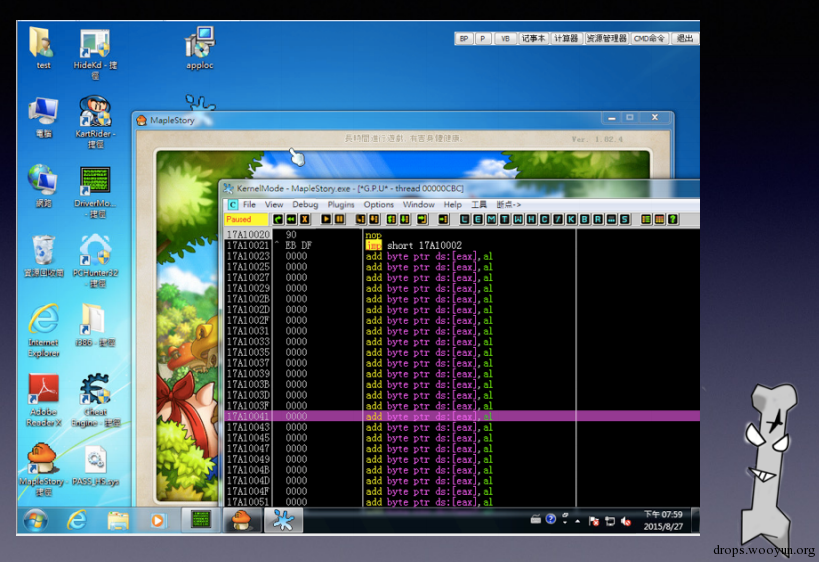 test
HideKd - 捷
徑
apploc
BP P VB 记事本 计算器 资源管理器 CMD命令 退出
電腦
KartRider -
捷徑
MapleStory
長時間進行遊戲, 有害身體健康.
Ver. 1.02.4
網路
DriverMo...
- 捷徑
KernelMode - MapleStory.exe - [*G.P.U* - thread 00000CBC]
C File View Debug Plugins Options Window Help 工具 断点->
Paused L E M T W H C / K B R ... S ?
17A10020 90 nop
17A10021 ^ EB DF jmp short 17A10002
17A10023 0000 add byte ptr ds:[eax],al
17A10025 0000 add byte ptr ds:[eax],al
17A10027 0000 add byte ptr ds:[eax],al
17A10029 0000 add byte ptr ds:[eax],al
17A1002B 0000 add byte ptr ds:[eax],al
17A1002D 0000 add byte ptr ds:[eax],al
17A1002F 0000 add byte ptr ds:[eax],al
17A10031 0000 add byte ptr ds:[eax],al
17A10033 0000 add byte ptr ds:[eax],al
17A10035 0000 add byte ptr ds:[eax],al
17A10037 0000 add byte ptr ds:[eax],al
17A10039 0000 add byte ptr ds:[eax],al
17A1003B 0000 add byte ptr ds:[eax],al
17A1003D 0000 add byte ptr ds:[eax],al
17A1003F 0000 add byte ptr ds:[eax],al
17A10041 0000 add byte ptr ds:[eax],al
17A10043 0000 add byte ptr ds:[eax],al
17A10045 0000 add byte ptr ds:[eax],al
17A10047 0000 add byte ptr ds:[eax],al
17A10049 0000 add byte ptr ds:[eax],al
17A1004B 0000 add byte ptr ds:[eax],al
17A1004D 0000 add byte ptr ds:[eax],al
17A1004F 0000 add byte ptr ds:[eax],al
17A10051 0000 add byte ptr ds:[eax],al
資源回收筒
PCHunter32
- 捷徑
Internet
Explorer
i386 - 捷徑
Adobe
Reader X
Cheat
Engine - 捷徑
MapleStory
捷徑
PASS_HS.sys
下午 07:59
2015/8/27
drops.wooyun.org